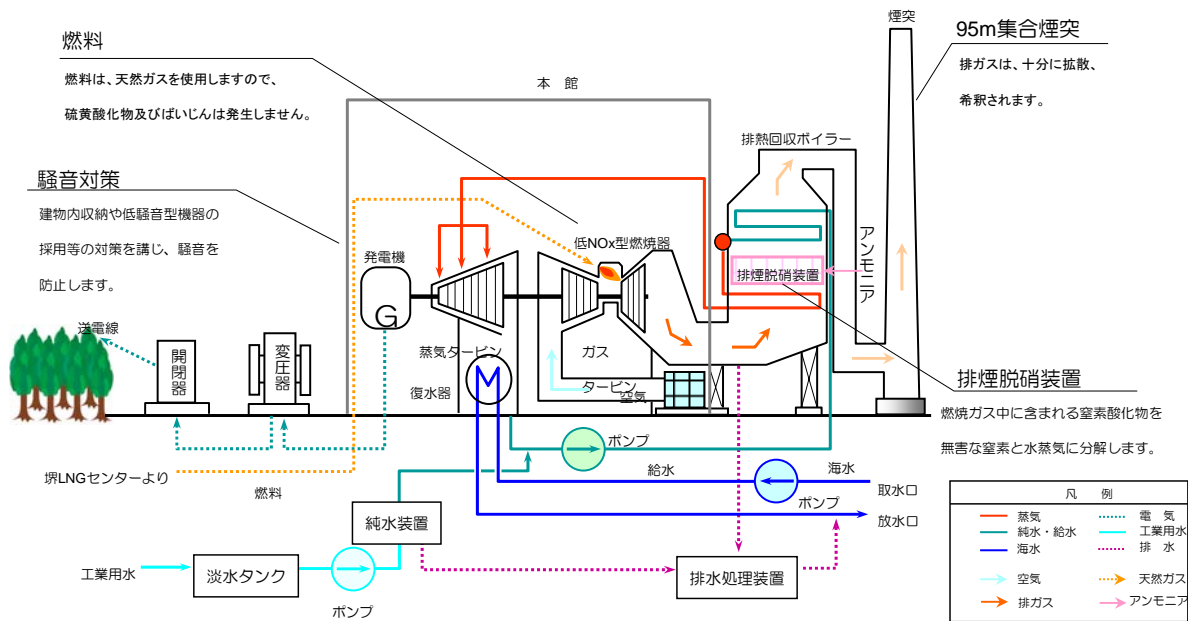 煙突
95m集合煙突
排ガスは、十分に拡散、
希釈されます。
燃料
燃料は、天然ガスを使用しますので、
硫黄酸化物及びばいじんは発生しません。
本 館
排熱回収ボイラー
騒音対策
建物内収納や低騒音型機器の
採用等の対策を講じ、騒音を
防止します。
発電機
G
低NOx型燃焼器
アンモニア
排煙脱硝装置
送電線
開閉器
変圧器
蒸気タービン
復水器
ガス
タービン
空気
排煙脱硝装置
燃焼ガス中に含まれる窒素酸化物を
無害な窒素と水蒸気に分解します。
ポンプ
堺LNGセンターより
燃料
給水
海水
取水口
ポンプ
放水口
純水装置
工業用水
淡水タンク
ポンプ
排水処理装置
凡 例
蒸気
電 気
純水・給水
工業用水
海水
排 水
空気
天然ガス
排ガス
アンモニア